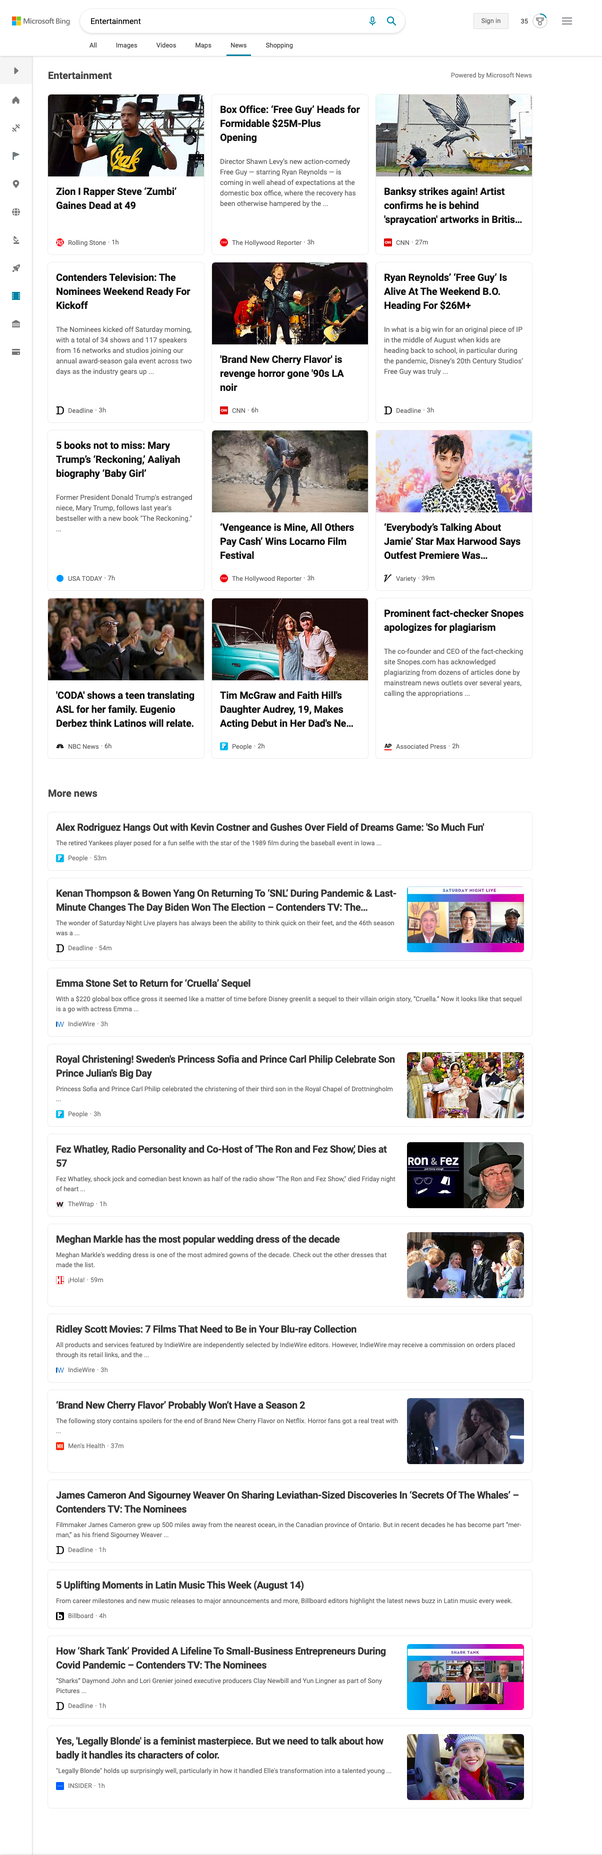 Microsoft Bing
Entertainment
Sign in
35
All
Images
Videos
Maps
News
Shopping
Entertainment
Powered by Microsoft News
Zion I Rapper Steve ‘Zumbi’
Gaines Dead at 49
Rolling Stone · 1h
Box Office: ‘Free Guy’ Heads for
Formidable $25M-Plus
Opening
Director Shawn Levy's new action-comedy
Free Guy — starring Ryan Reynolds — is
coming in well ahead of expectations at the
domestic box office, where the recovery has
been otherwise hampered by the ...
The Hollywood Reporter · 3h
Banksy strikes again! Artist
confirms he is behind
'spraycation' artworks in Britis...
CNN · 27m
Contenders Television: The
Nominees Weekend Ready For
Kickoff
The Nominees kicked off Saturday morning,
with a total of 34 shows and 117 speakers
from 16 networks and studios joining our
annual award-season gala event across two
days as the industry gears up ...
Deadline · 3h
'Brand New Cherry Flavor' is
revenge horror gone '90s LA
noir
CNN · 6h
Ryan Reynolds’ ‘Free Guy’ Is
Alive At The Weekend B.O.
Heading For $26M+
In what is a big win for an original piece of IP
in the middle of August when kids are
heading back to school, in particular during
the pandemic, Disney's 20th Century Studios'
Free Guy was truly ...
Deadline · 3h
5 books not to miss: Mary
Trump's ‘Reckoning,’ Aaliyah
biography ‘Baby Girl’
Former President Donald Trump's estranged
niece, Mary Trump, follows last year's
bestseller with a new book "The Reckoning."
...
USA TODAY · 7h
‘Vengeance is Mine, All Others
Pay Cash’ Wins Locarno Film
Festival
The Hollywood Reporter · 3h
‘Everybody’s Talking About
Jamie’ Star Max Harwood Says
Outfest Premiere Was...
Variety · 39m
'CODA' shows a teen translating
ASL for her family. Eugenio
Derbez think Latinos will relate.
NBC News · 6h
Tim McGraw and Faith Hill's
Daughter Audrey, 19, Makes
Acting Debut in Her Dad's Ne...
People · 2h
Prominent fact-checker Snopes
apologizes for plagiarism
The co-founder and CEO of the fact-checking
site Snopes.com has acknowledged
plagiarizing from dozens of articles done by
mainstream news outlets over several years,
calling the appropriations ...
AP Associated Press · 2h
More news
Alex Rodriguez Hangs Out with Kevin Costner and Gushes Over Field of Dreams Game: 'So Much Fun'
The retired Yankees player posed for a fun selfie with the star of the 1989 film during the baseball event in Iowa ...
People · 53m
Kenan Thompson & Bowen Yang On Returning To ‘SNL’ During Pandemic & Last-
Minute Changes The Day Biden Won The Election – Contenders TV: The...
The wonder of Saturday Night Live players has always been the ability to think quick on their feet, and the 46th season
was a ...
Deadline · 54m
SATURDAY NIGHT LIVE
Emma Stone Set to Return for ‘Cruella’ Sequel
With a $220 global box office gross it seemed like a matter of time before Disney greenlit a sequel to their villain origin story, “Cruella.” Now it looks like that sequel
is a go with actress Emma ...
IndieWire · 3h
Royal Christening! Sweden's Princess Sofia and Prince Carl Philip Celebrate Son
Prince Julian's Big Day
Princess Sofia and Prince Carl Philip celebrated the christening of their third son in the Royal Chapel of Drottningholm
...
People · 3h
Fez Whatley, Radio Personality and Co-Host of 'The Ron and Fez Show,' Dies at
57
Fez Whatley, shock jock and comedian best known as half of the radio show "The Ron and Fez Show," died Friday night
of heart ...
TheWrap · 1h
RON & FEZ
Meghan Markle has the most popular wedding dress of the decade
Meghan Markle's wedding dress is one of the most admired gowns of the decade. Check out the other dresses that
made the list.
¡Hola! · 59m
Ridley Scott Movies: 7 Films That Need to Be in Your Blu-ray Collection
All products and services featured by IndieWire are independently selected by IndieWire editors. However, IndieWire may receive a commission on orders placed
through its retail links, and the ...
IndieWire · 3h
‘Brand New Cherry Flavor’ Probably Won’t Have a Season 2
The following story contains spoilers for the end of Brand New Cherry Flavor on Netflix. Horror fans got a real treat with
...
Men's Health · 37m
James Cameron And Sigourney Weaver On Sharing Leviathan-Sized Discoveries In ‘Secrets Of The Whales’ –
Contenders TV: The Nominees
Filmmaker James Cameron grew up 500 miles away from the nearest ocean, in the Canadian province of Ontario. But in recent decades he has become part “mer-
man,” as his friend Sigourney Weaver ...
Deadline · 1h
5 Uplifting Moments in Latin Music This Week (August 14)
From career milestones and new music releases to major announcements and more, Billboard editors highlight the latest news buzz in Latin music every week.
Billboard · 4h
How ‘Shark Tank’ Provided A Lifeline To Small-Business Entrepreneurs During
Covid Pandemic – Contenders TV: The Nominees
“Sharks” Daymond John and Lori Grenier joined executive producers Clay Newbill and Yun Lingner as part of Sony
Pictures ...
Deadline · 1h
SHARK TANK
Yes, 'Legally Blonde' is a feminist masterpiece. But we need to talk about how
badly it handles its characters of color.
"Legally Blonde" holds up surprisingly well, particularly in how it handled Elle's transformation into a talented young ...
INSIDER · 1h